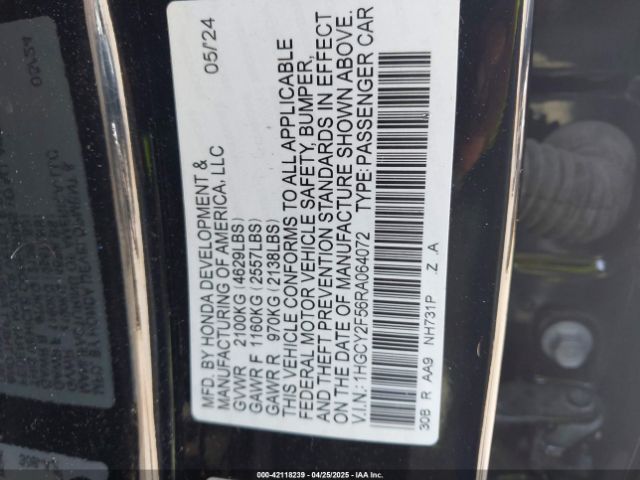 MFD. BY HONDA DEVELOPMENT & 05/24
MANUFACTURING OF AMERICA, LLC
GVWR 2100KG (4629LBS)
GAWR F 1160KG (2557LBS)
GAWR R 970KG (2138LBS)
THIS VEHICLE CONFORMS TO ALL APPLICABLE
FEDERAL MOTOR VEHICLE SAFETY, BUMPER,
AND THEFT PREVENTION STANDARDS IN EFFECT
ON THE DATE OF MANUFACTURE SHOWN ABOVE.
V.I.N.: 1HGCY2F56RA064072 TYPE: PASSENGER CAR
30B R AA9 NH731P .Z .A
000-42118239 - 04/25/2025 - IAAI.COM